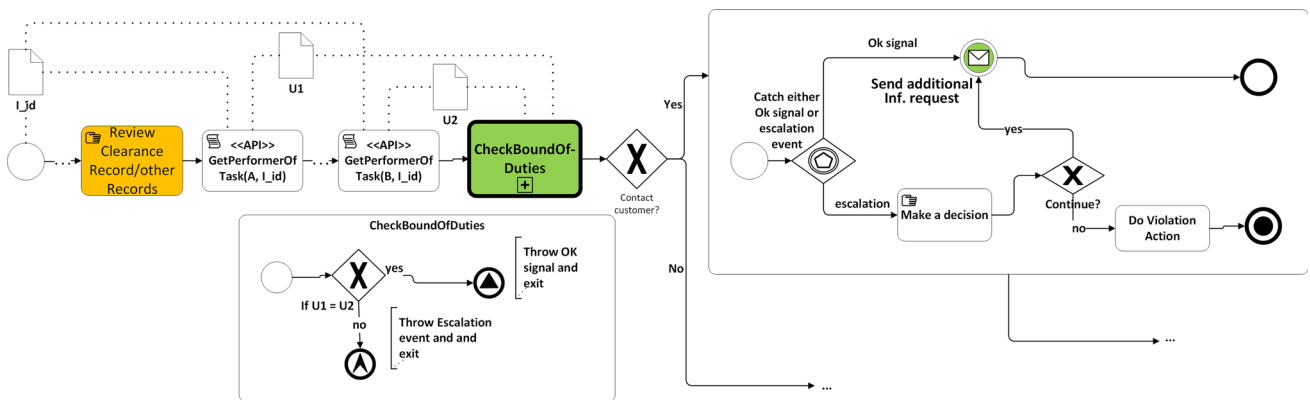 I_id
U1
U2
Review
Clearance
Record/other
Records
<<API>>
GetPerformerOf
Task(A, I_id)
<<API>>
GetPerformerOf
Task(B, I_id)
CheckBoundOf-
Duties
Contact
customer?
Yes
No
CheckBoundOfDuties
If U1 = U2
yes
no
Throw OK
signal and
exit
Throw Escalation
event and and
exit
Catch either
Ok signal or
escalation
event
Ok signal
Send additional
Inf. request
escalation
Make a decision
yes
Continue?
no
Do Violation
Action
...
...